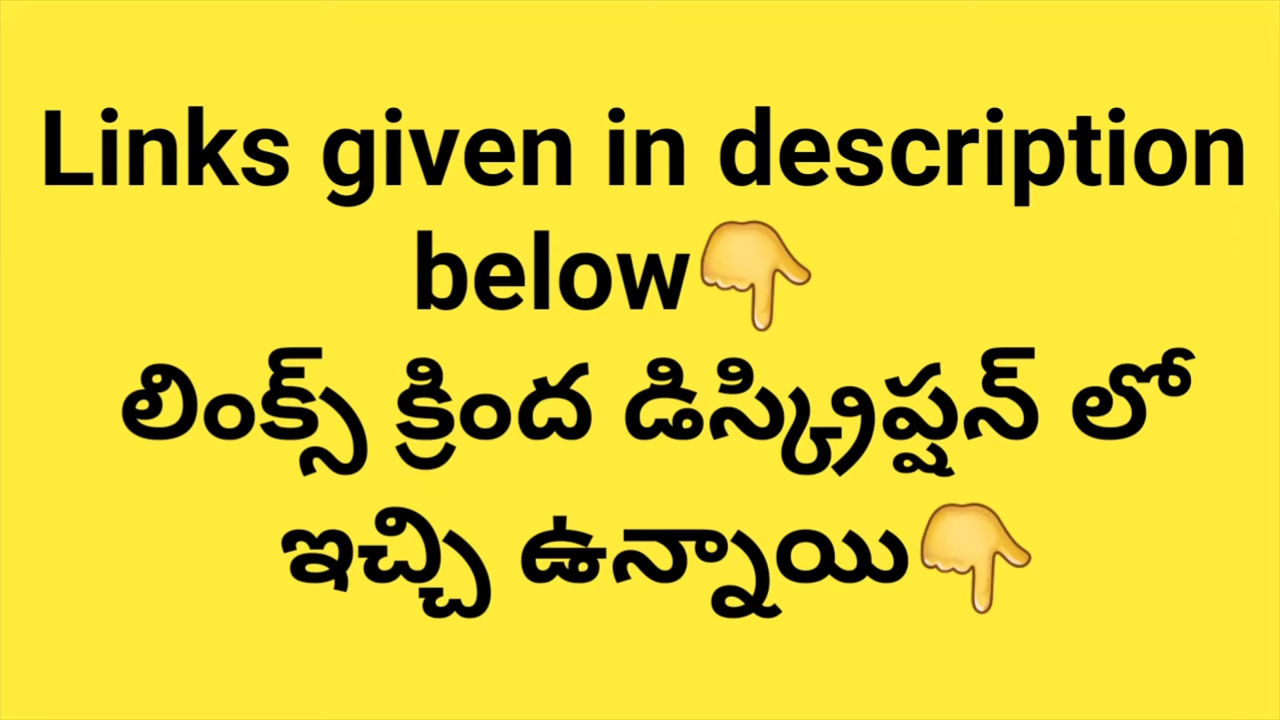 Links given in description
below👇
లింక్స్ క్రింద డిస్క్రిప్షన్ లో
ఇచ్చి ఉన్నాయి👇